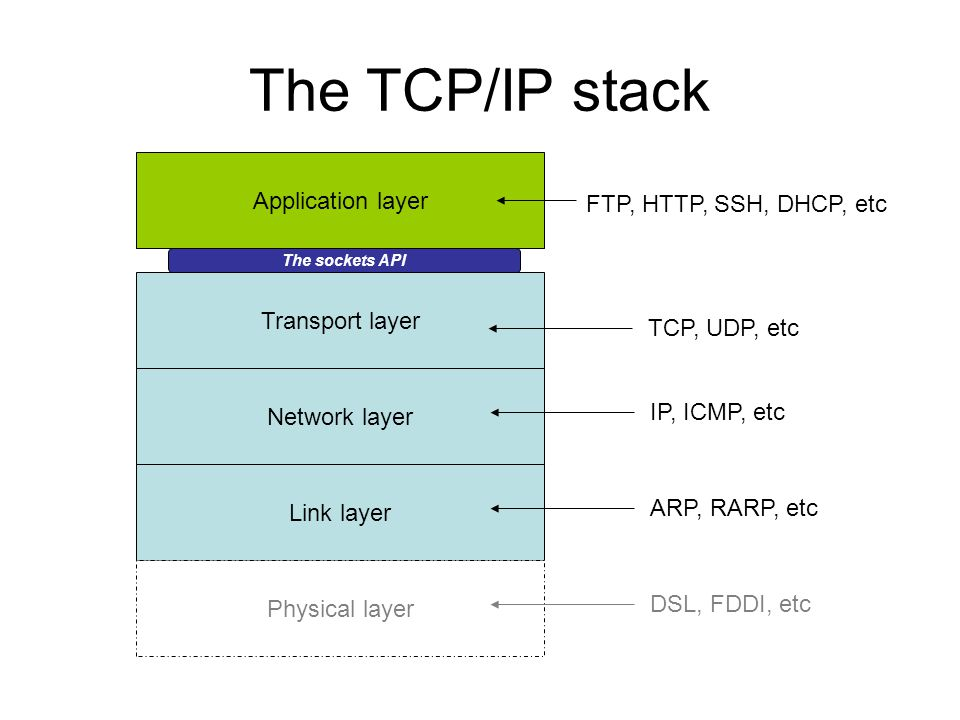 The TCP/IP stack
Application layer
FTP, HTTP, SSH, DHCP, etc
The sockets API
Transport layer
TCP, UDP, etc
Network layer
IP, ICMP, etc
Link layer
ARP, RARP, etc
Physical layer
DSL, FDDI, etc